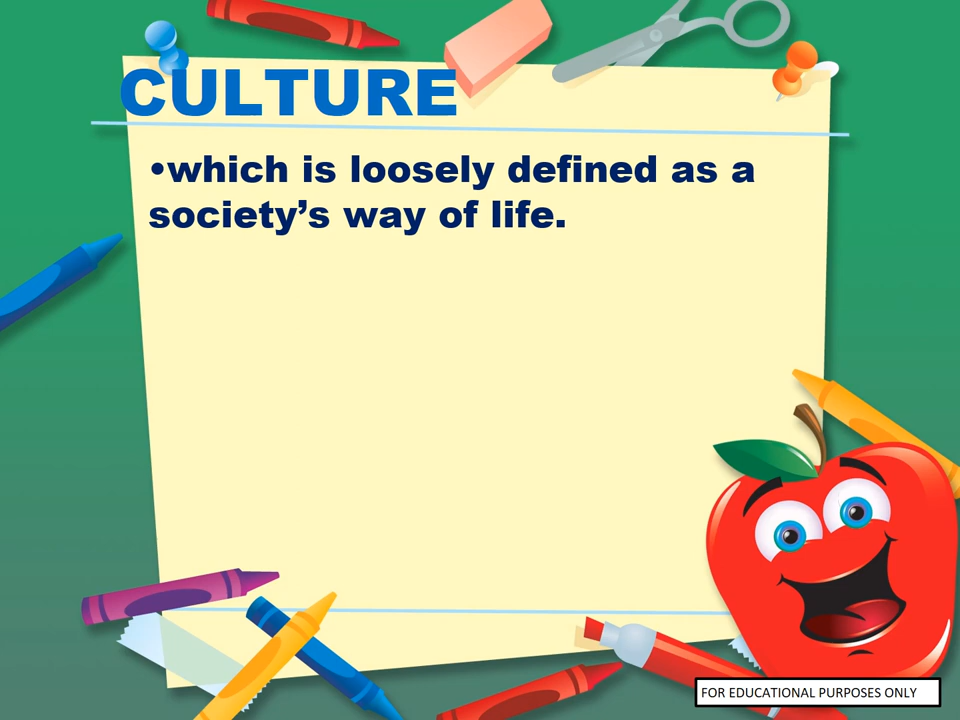 CULTURE
•which is loosely defined as a
society’s way of life.
FOR EDUCATIONAL PURPOSES ONLY